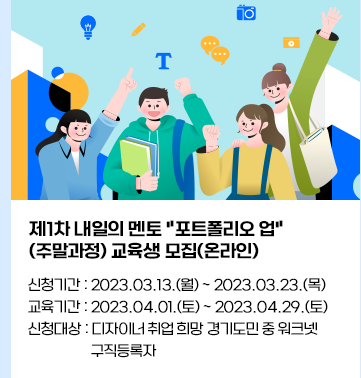 제1차 내일의 멘토 "포트폴리오 업"
(주말과정) 교육생 모집(온라인)
신청기간 : 2023.03.13.(월) ~ 2023.03.23.(목)
교육기간 : 2023.04.01.(토) ~ 2023.04.29.(토)
신청대상 : 디자이너 취업 희망 경기도민 중 워크넷
구직등록자